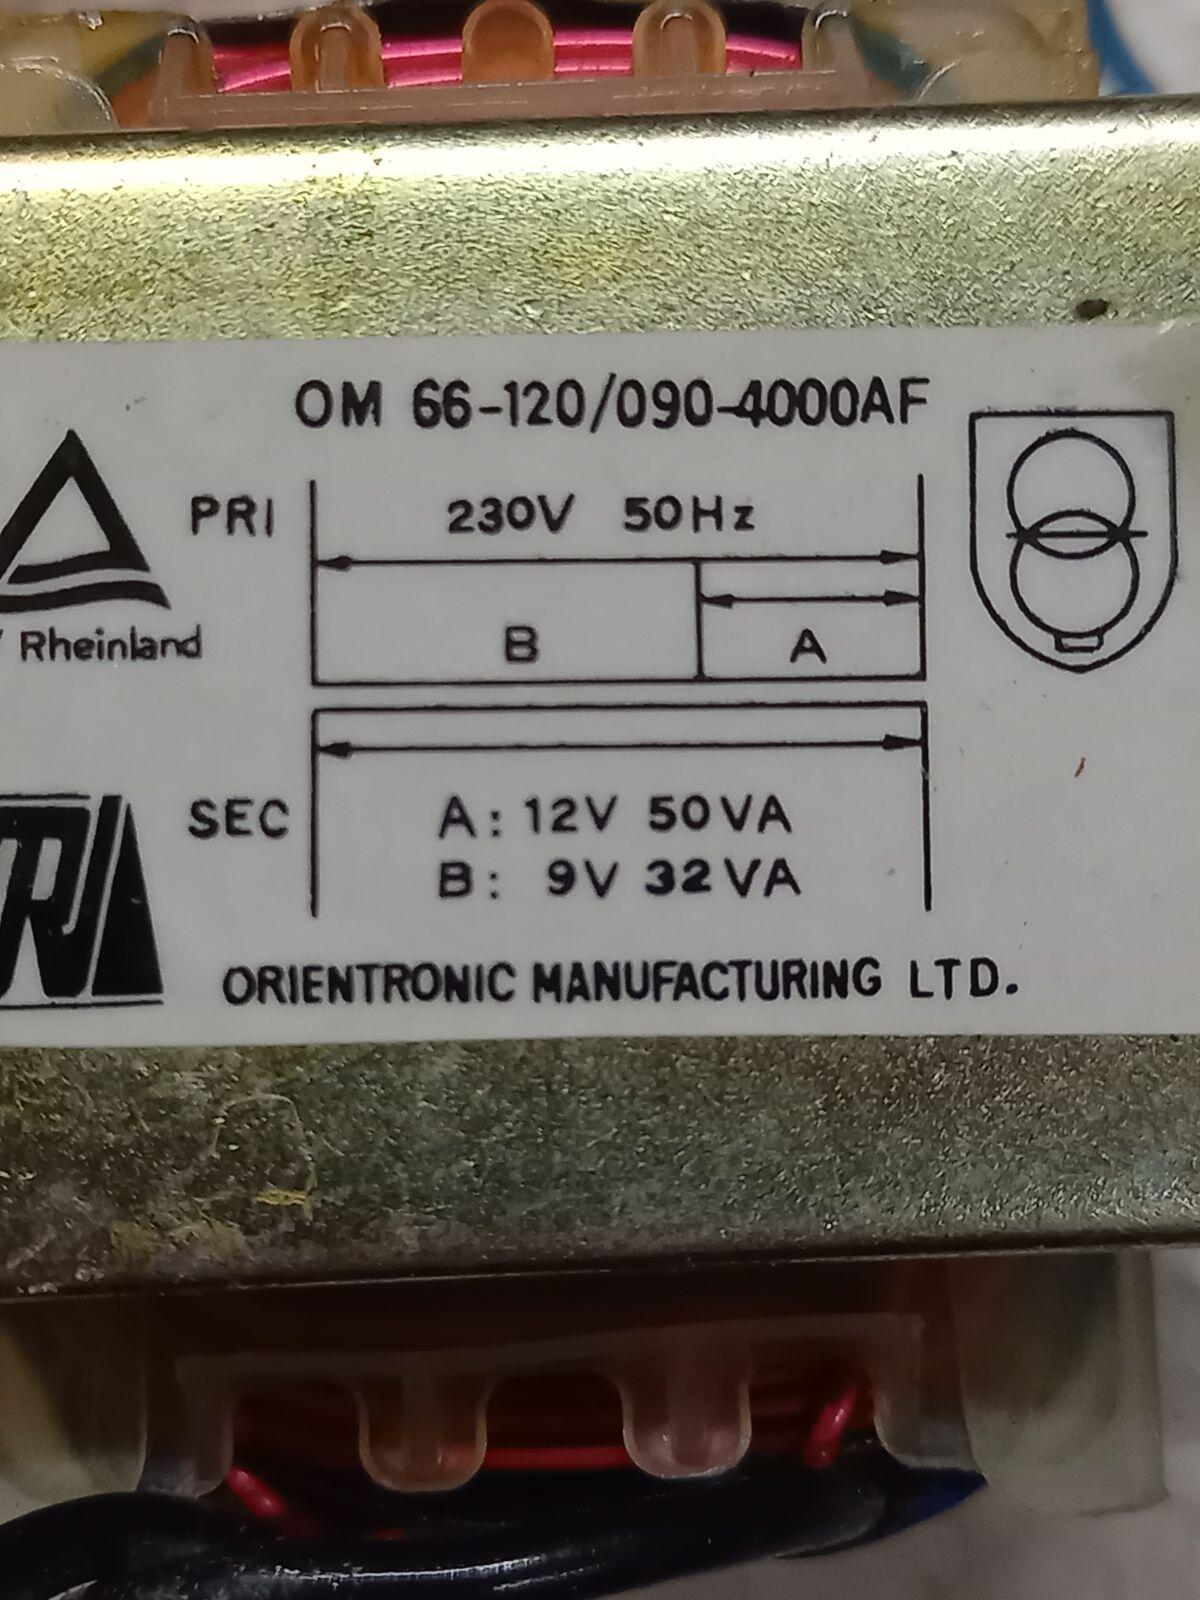 OM 66-120/090-4000AF
PRI 230V 50Hz
B A
Rheinland
SEC A: 12V 50VA
B: 9V 32VA
ORIENTRONIC MANUFACTURING LTD.